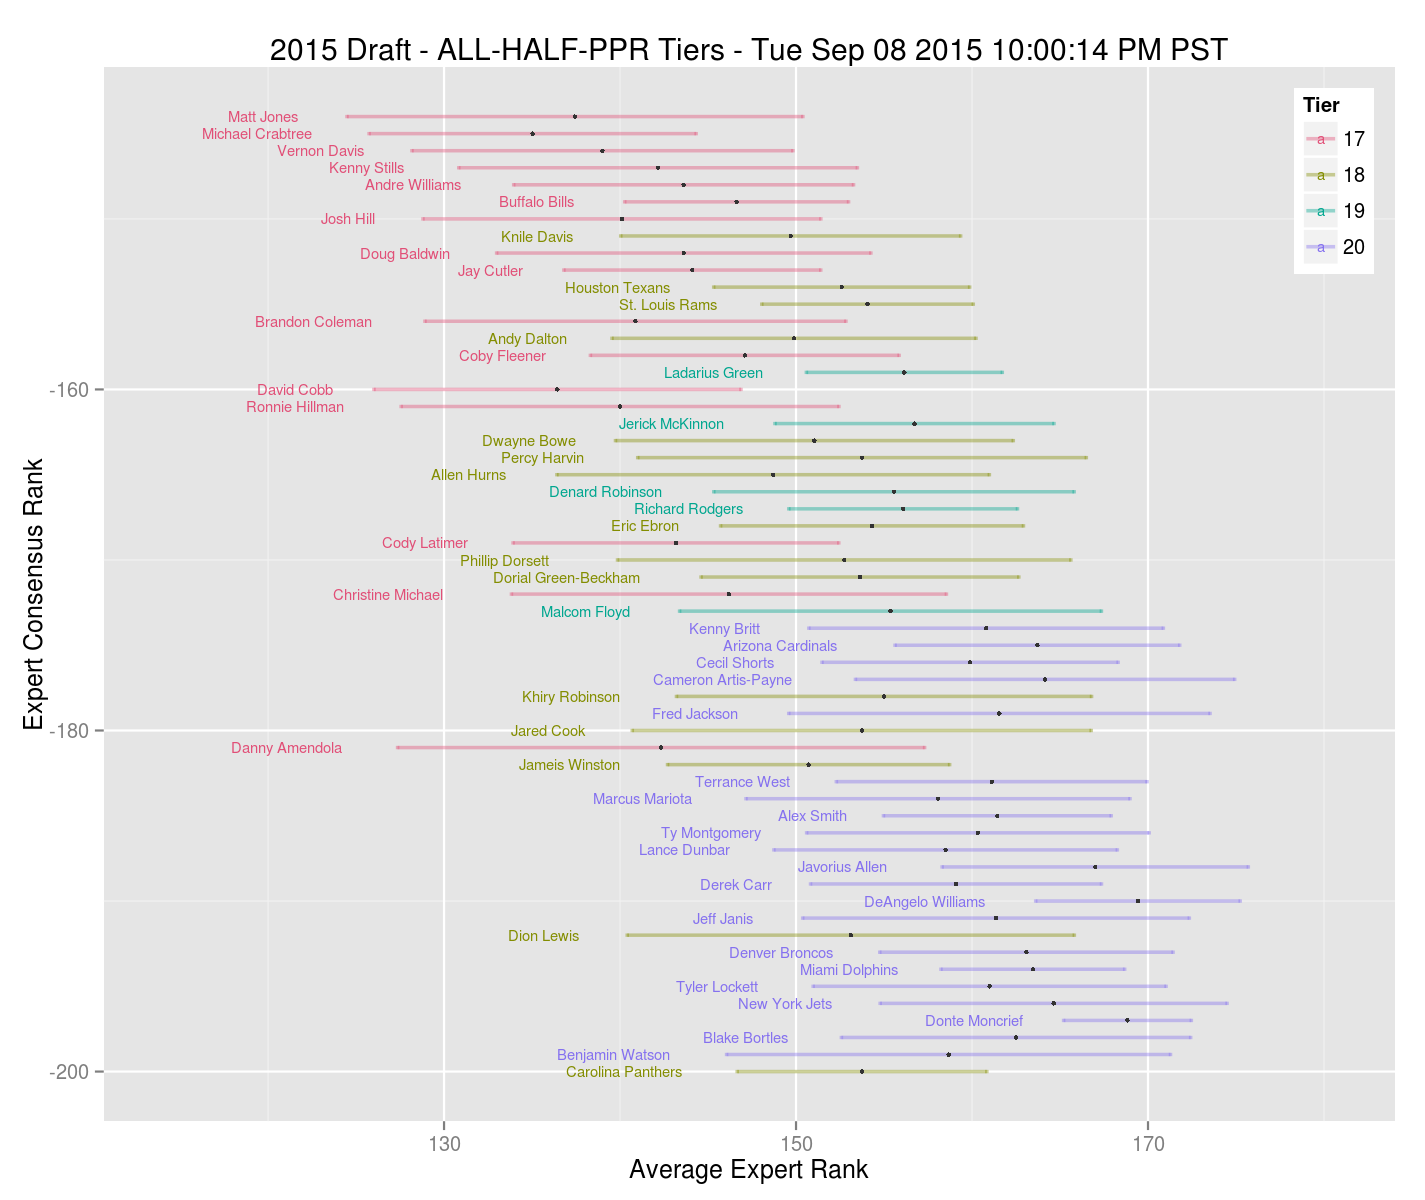 2015 Draft - ALL-HALF-PPR Tiers - Tue Sep 08 2015 10:00:14 PM PST
Tier
a 17
a 18
a 19
a 20
Matt Jones
Michael Crabtree
Vernon Davis
Kenny Stills
Andre Williams
Buffalo Bills
Josh Hill
Knile Davis
Doug Baldwin
Jay Cutler
Houston Texans
St. Louis Rams
Brandon Coleman
Andy Dalton
Coby Fleener
Ladarius Green
David Cobb
Ronnie Hillman
Jerick McKinnon
Dwayne Bowe
Percy Harvin
Allen Hurns
Denard Robinson
Richard Rodgers
Eric Ebron
Cody Latimer
Phillip Dorsett
Dorial Green-Beckham
Christine Michael
Malcom Floyd
Kenny Britt
Arizona Cardinals
Cecil Shorts
Cameron Artis-Payne
Khiry Robinson
Fred Jackson
Jared Cook
Danny Amendola
Jameis Winston
Terrance West
Marcus Mariota
Alex Smith
Ty Montgomery
Lance Dunbar
Javorius Allen
Derek Carr
DeAngelo Williams
Jeff Janis
Dion Lewis
Denver Broncos
Miami Dolphins
Tyler Lockett
New York Jets
Donte Moncrief
Blake Bortles
Benjamin Watson
Carolina Panthers
-160
-180
-200
Expert Consensus Rank
130 150 170
Average Expert Rank